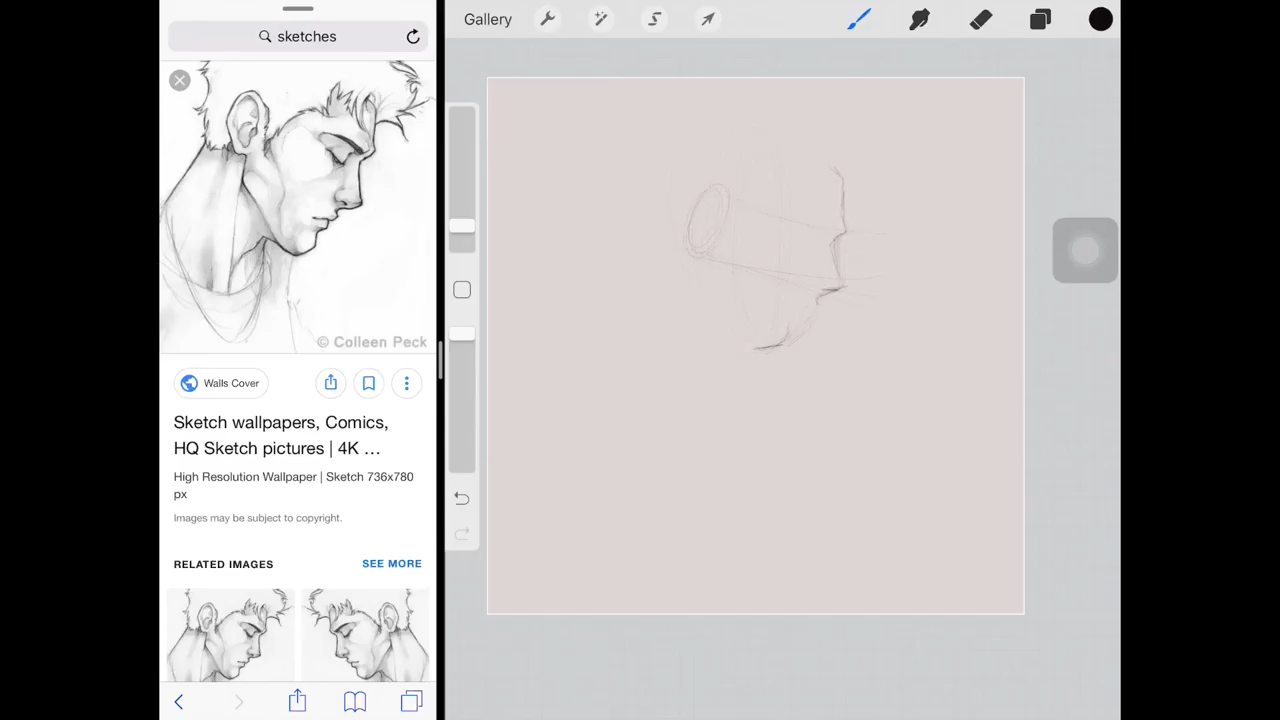 sketches
Gallery
© Colleen Peck
Walls Cover
Sketch wallpapers, Comics,
HQ Sketch pictures | 4K ...
High Resolution Wallpaper | Sketch 736x780
px
Images may be subject to copyright.
RELATED IMAGES
SEE MORE